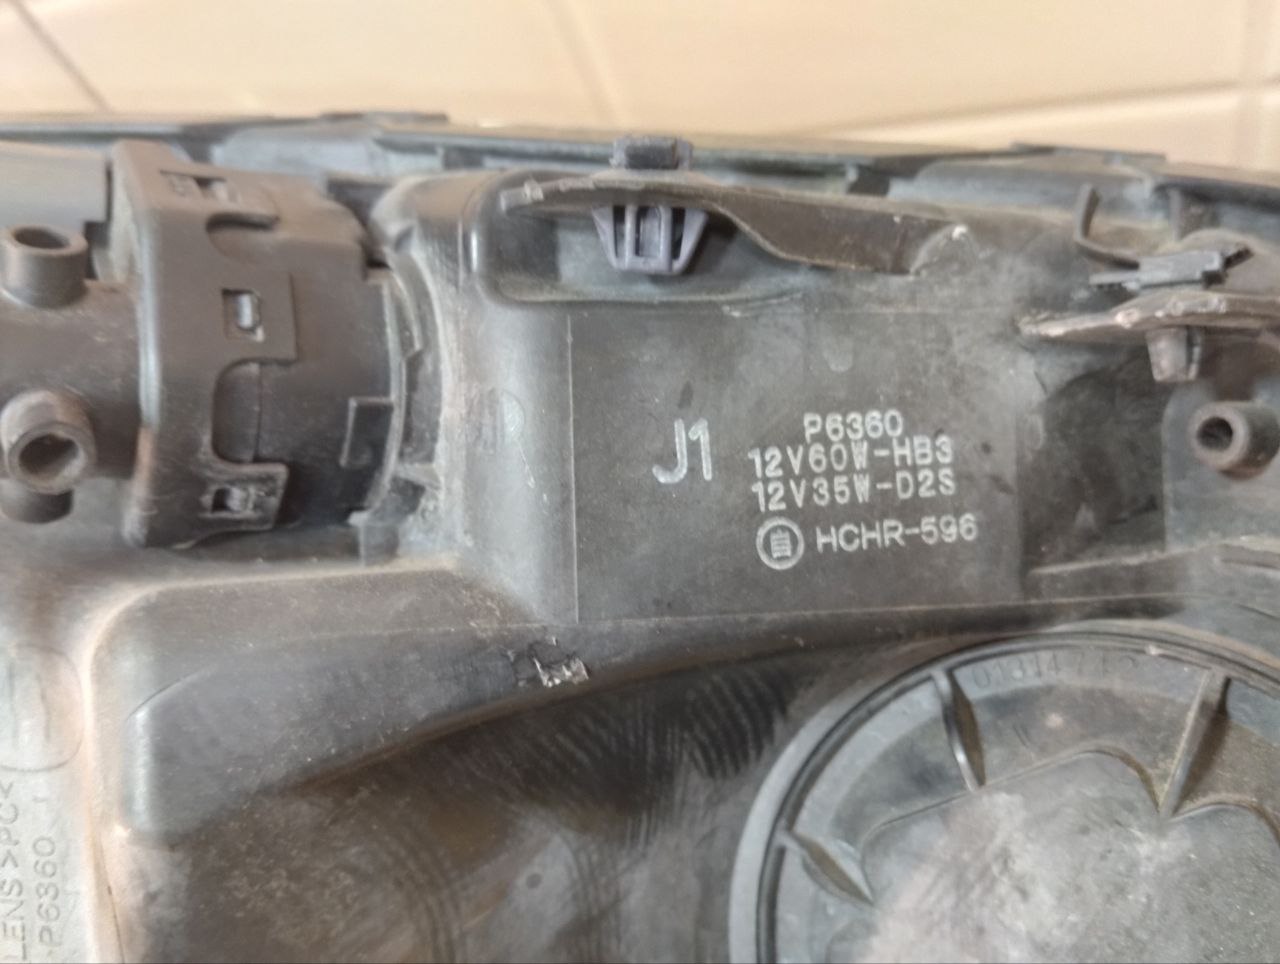 J1
P6360
12V60W-HB3
12V35W-D2S
HCHR-596
LENS>PC<
P6360